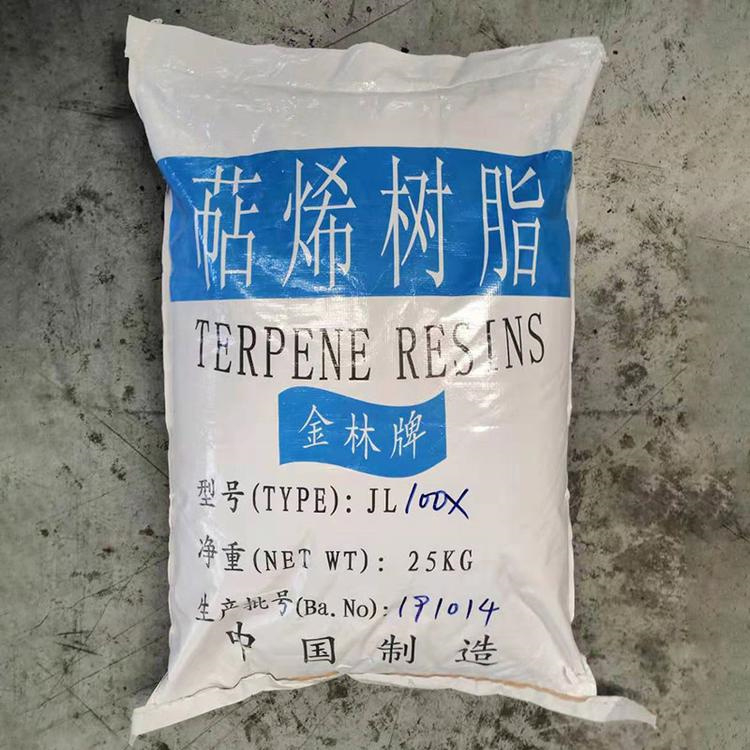 萜烯树脂
TERPENE RESINS
金林牌
型号(TYPE): JL100X
净重(NET WT): 25KG
生产批号(Ba.No): 191014
中国制造